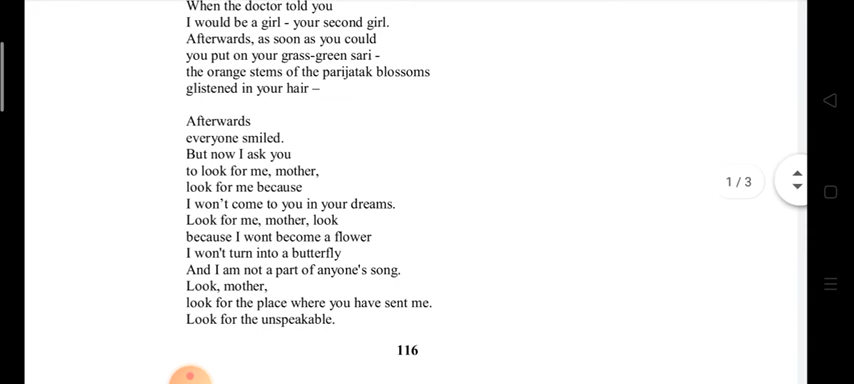 When the doctor told you
I would be a girl - your second girl.
Afterwards, as soon as you could
you put on your grass-green sari -
the orange stems of the parijatak blossoms
glistened in your hair –
Afterwards
everyone smiled.
But now I ask you
to look for me, mother,
look for me because
I won't come to you in your dreams.
Look for me, mother, look
because I wont become a flower
I won't turn into a butterfly
And I am not a part of anyone's song.
Look, mother,
look for the place where you have sent me.
Look for the unspeakable.
116
1 / 3